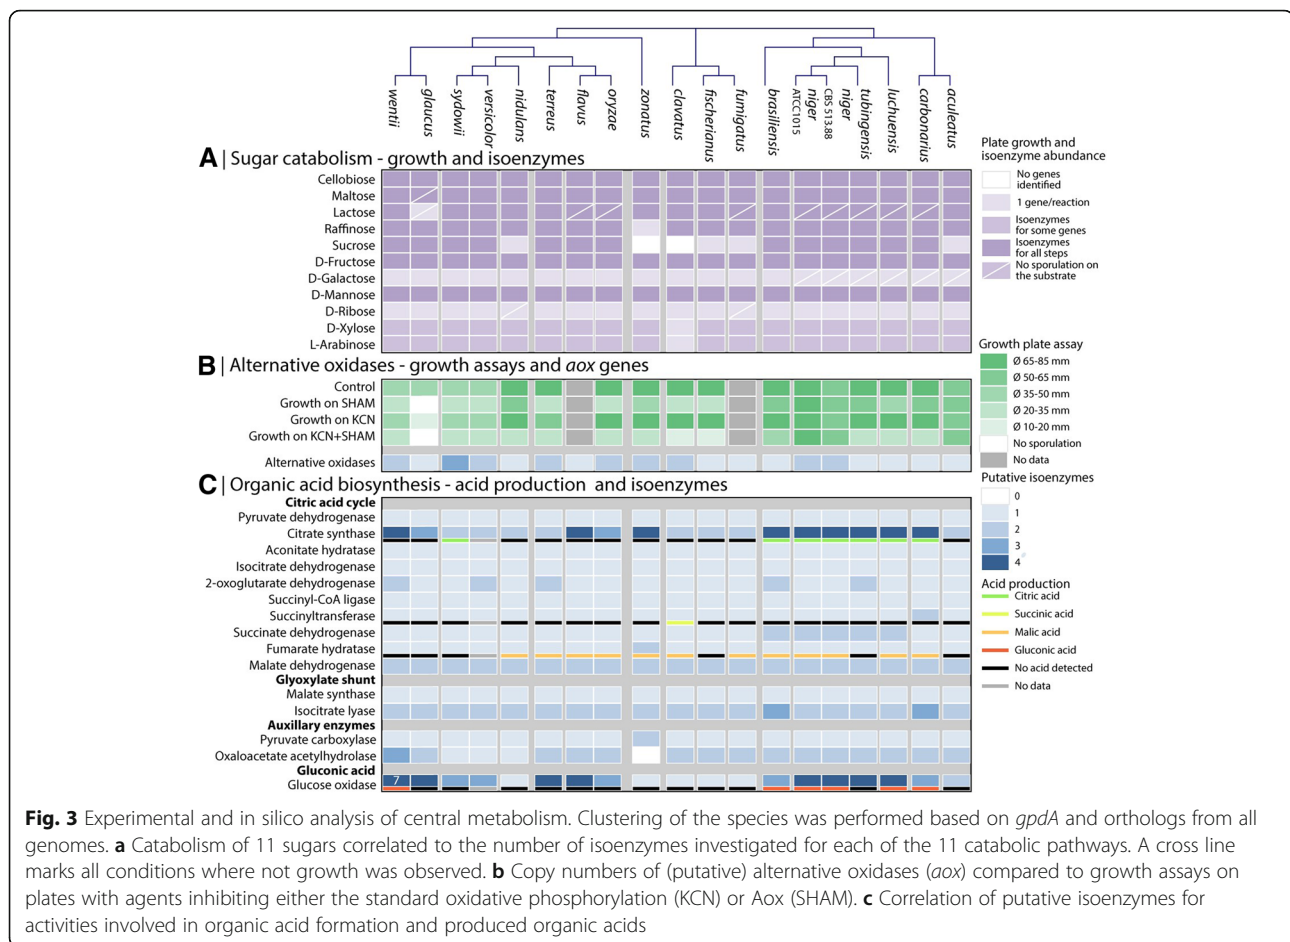 wentii
glaucus
sydowii
versicolor
nidulans
terreus
flavus
oryzae
zonatus
clavatus
fischerianus
fumigatus
brasiliensis
ATCC1015
niger
CBS 513.88
niger
tubingensis
luchuensis
carbonarius
aculeatus
A | Sugar catabolism - growth and isoenzymes
Cellobiose
Maltose
Lactose
Raffinose
Sucrose
D-Fructose
D-Galactose
D-Mannose
D-Ribose
D-Xylose
L-Arabinose
Plate growth and
isoenzyme abundance
No genes
identified
1 gene/reaction
Isoenzymes
for some genes
Isoenzymes
for all steps
No sporulation on
the substrate
B | Alternative oxidases - growth assays and aox genes
Control
Growth on SHAM
Growth on KCN
Growth on KCN+SHAM
Alternative oxidases
Growth plate assay
Ø 65-85 mm
Ø 50-65 mm
Ø 35-50 mm
Ø 20-35 mm
Ø 10-20 mm
No sporulation
No data
C | Organic acid biosynthesis - acid production and isoenzymes
Citric acid cycle
Pyruvate dehydrogenase
Citrate synthase
Aconitate hydratase
Isocitrate dehydrogenase
2-oxoglutarate dehydrogenase
Succinyl-CoA ligase
Succinyltransferase
Succinate dehydrogenase
Fumarate hydratase
Malate dehydrogenase
Glyoxylate shunt
Malate synthase
Isocitrate lyase
Auxillary enzymes
Pyruvate carboxylase
Oxaloacetate acetylhydrolase
Gluconic acid
Glucose oxidase
7
Putative isoenzymes
0
1
2
3
4
Acid production
Citric acid
Succinic acid
Malic acid
Gluconic acid
No acid detected
No data
Fig. 3 Experimental and in silico analysis of central metabolism. Clustering of the species was performed based on gpdA and orthologs from all
genomes. a Catabolism of 11 sugars correlated to the number of isoenzymes investigated for each of the 11 catabolic pathways. A cross line
marks all conditions where not growth was observed. b Copy numbers of (putative) alternative oxidases (aox) compared to growth assays on
plates with agents inhibiting either the standard oxidative phosphorylation (KCN) or Aox (SHAM). c Correlation of putative isoenzymes for
activities involved in organic acid formation and produced organic acids